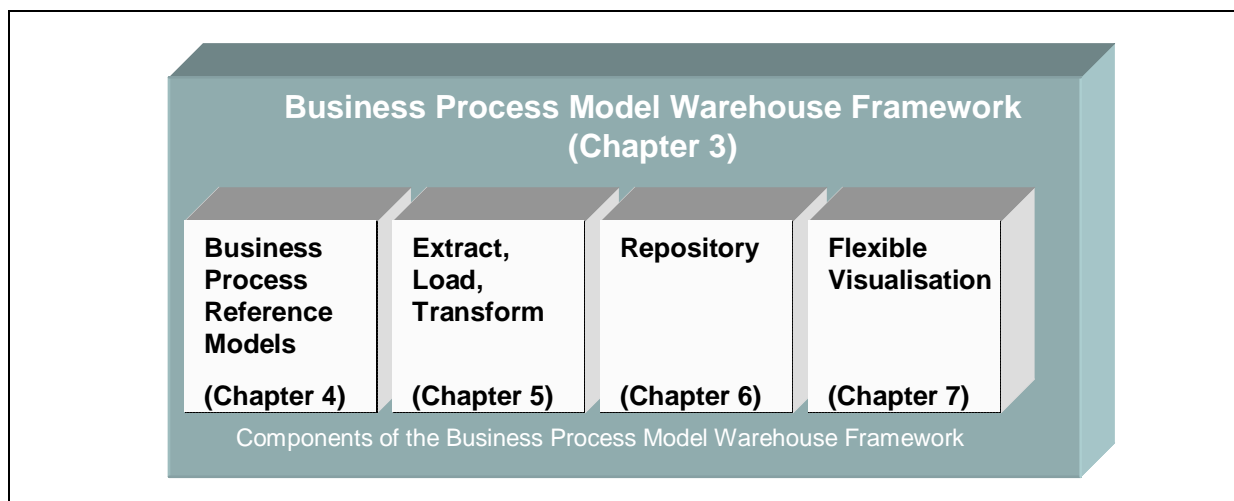 Business Process Model Warehouse Framework
(Chapter 3)
Business
Process
Reference
Models
(Chapter 4)
Extract,
Load,
Transform
(Chapter 5)
Repository
(Chapter 6)
Flexible
Visualisation
(Chapter 7)
Components of the Business Process Model Warehouse Framework